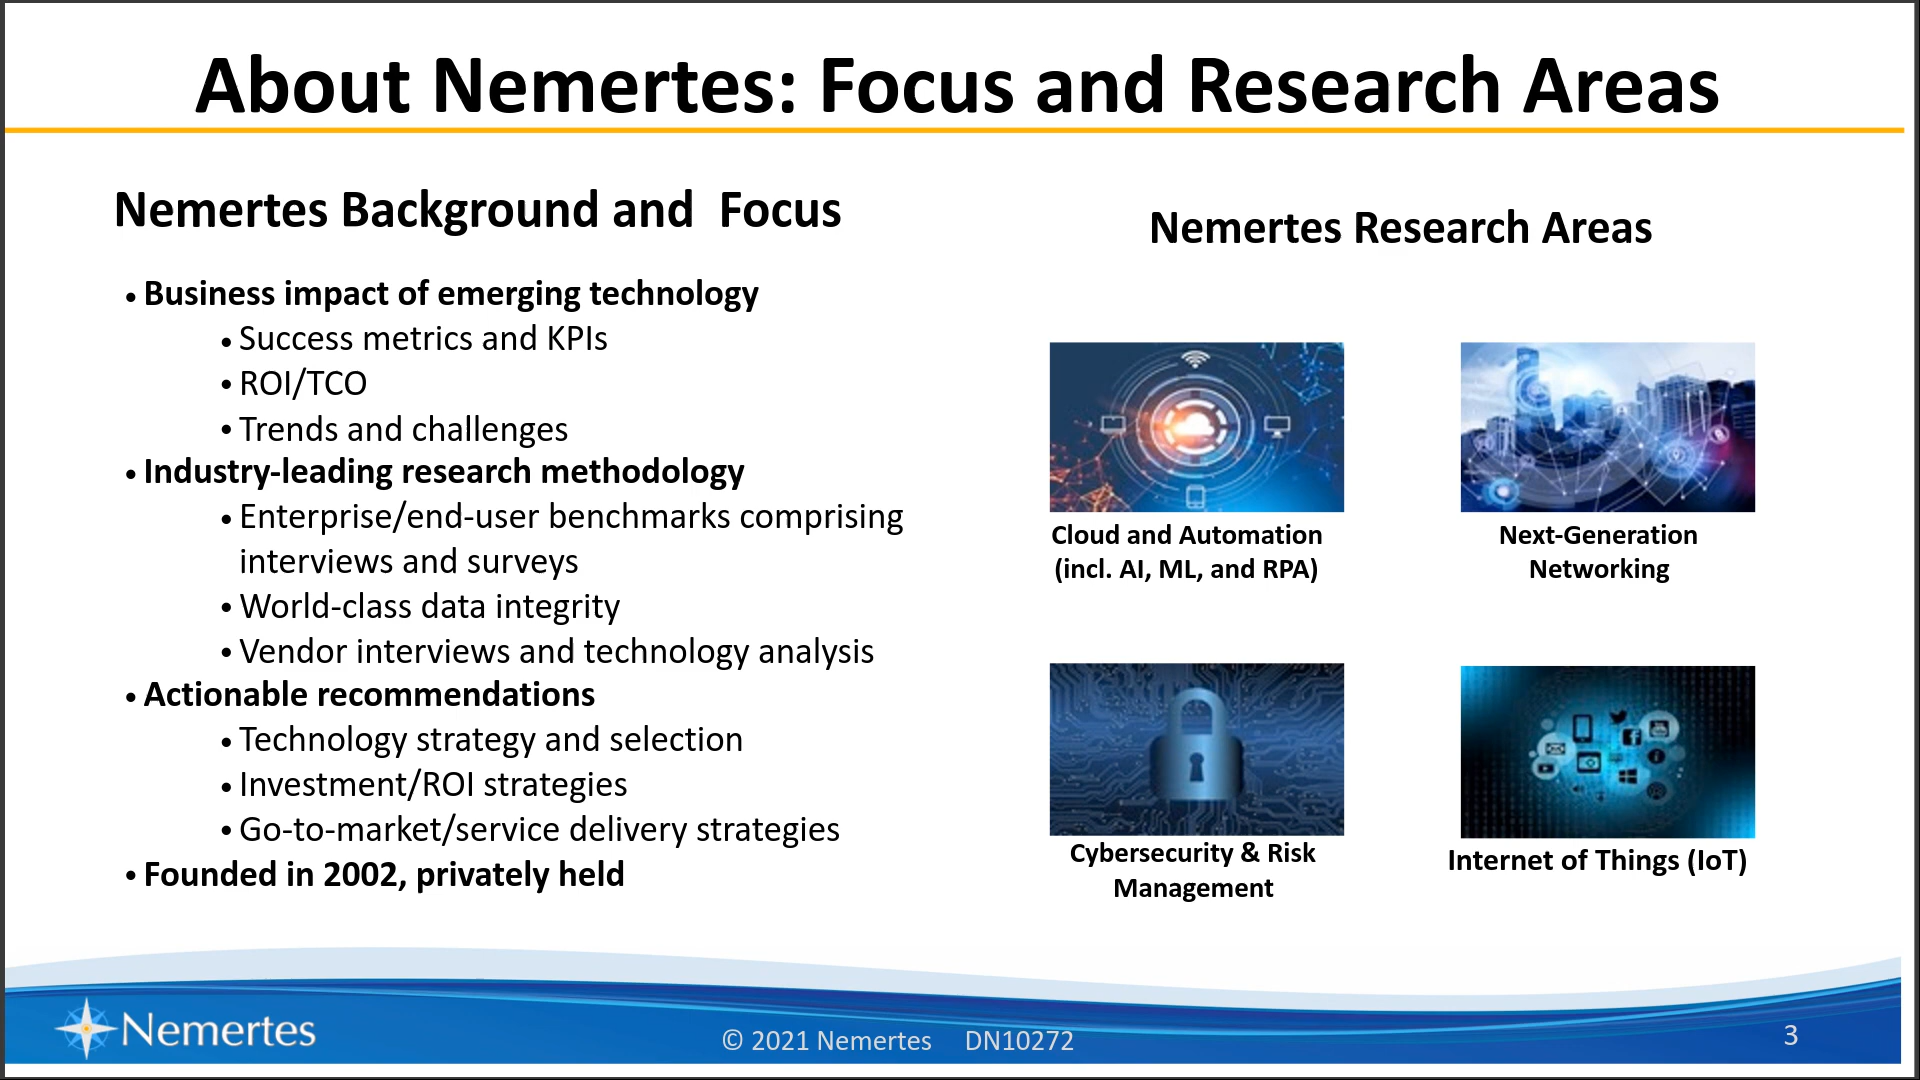 About Nemertes: Focus and Research Areas
Nemertes Background and  Focus
• Business impact of emerging technology
• Success metrics and KPIs
• ROI/TCO
• Trends and challenges
• Industry-leading research methodology
• Enterprise/end-user benchmarks comprising
interviews and surveys
• World-class data integrity
• Vendor interviews and technology analysis
• Actionable recommendations
• Technology strategy and selection
• Investment/ROI strategies
• Go-to-market/service delivery strategies
• Founded in 2002, privately held
Nemertes Research Areas
Cloud and Automation
(incl. AI, ML, and RPA)
Next-Generation
Networking
Cybersecurity & Risk
Management
Internet of Things (IoT)
Nemertes
© 2021 Nemertes DN10272
3